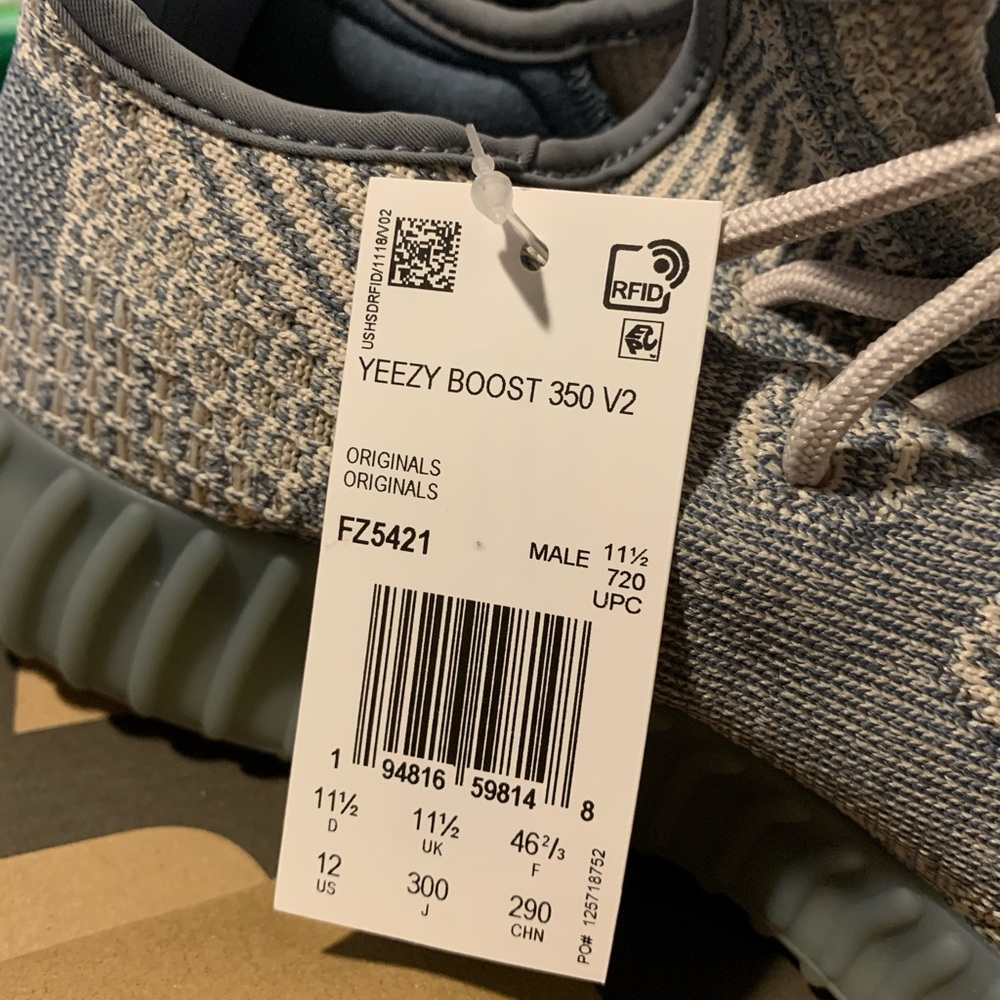 USHSDRFID/1118/V02
RFID
EPC
YEEZY BOOST 350 V2
ORIGINALS
ORIGINALS
FZ5421
MALE 11½
720
UPC
1 94816 59814 8
11½ 11½ 46²/₃
D UK F
12 300 290
US J CHN
PO# 125718752